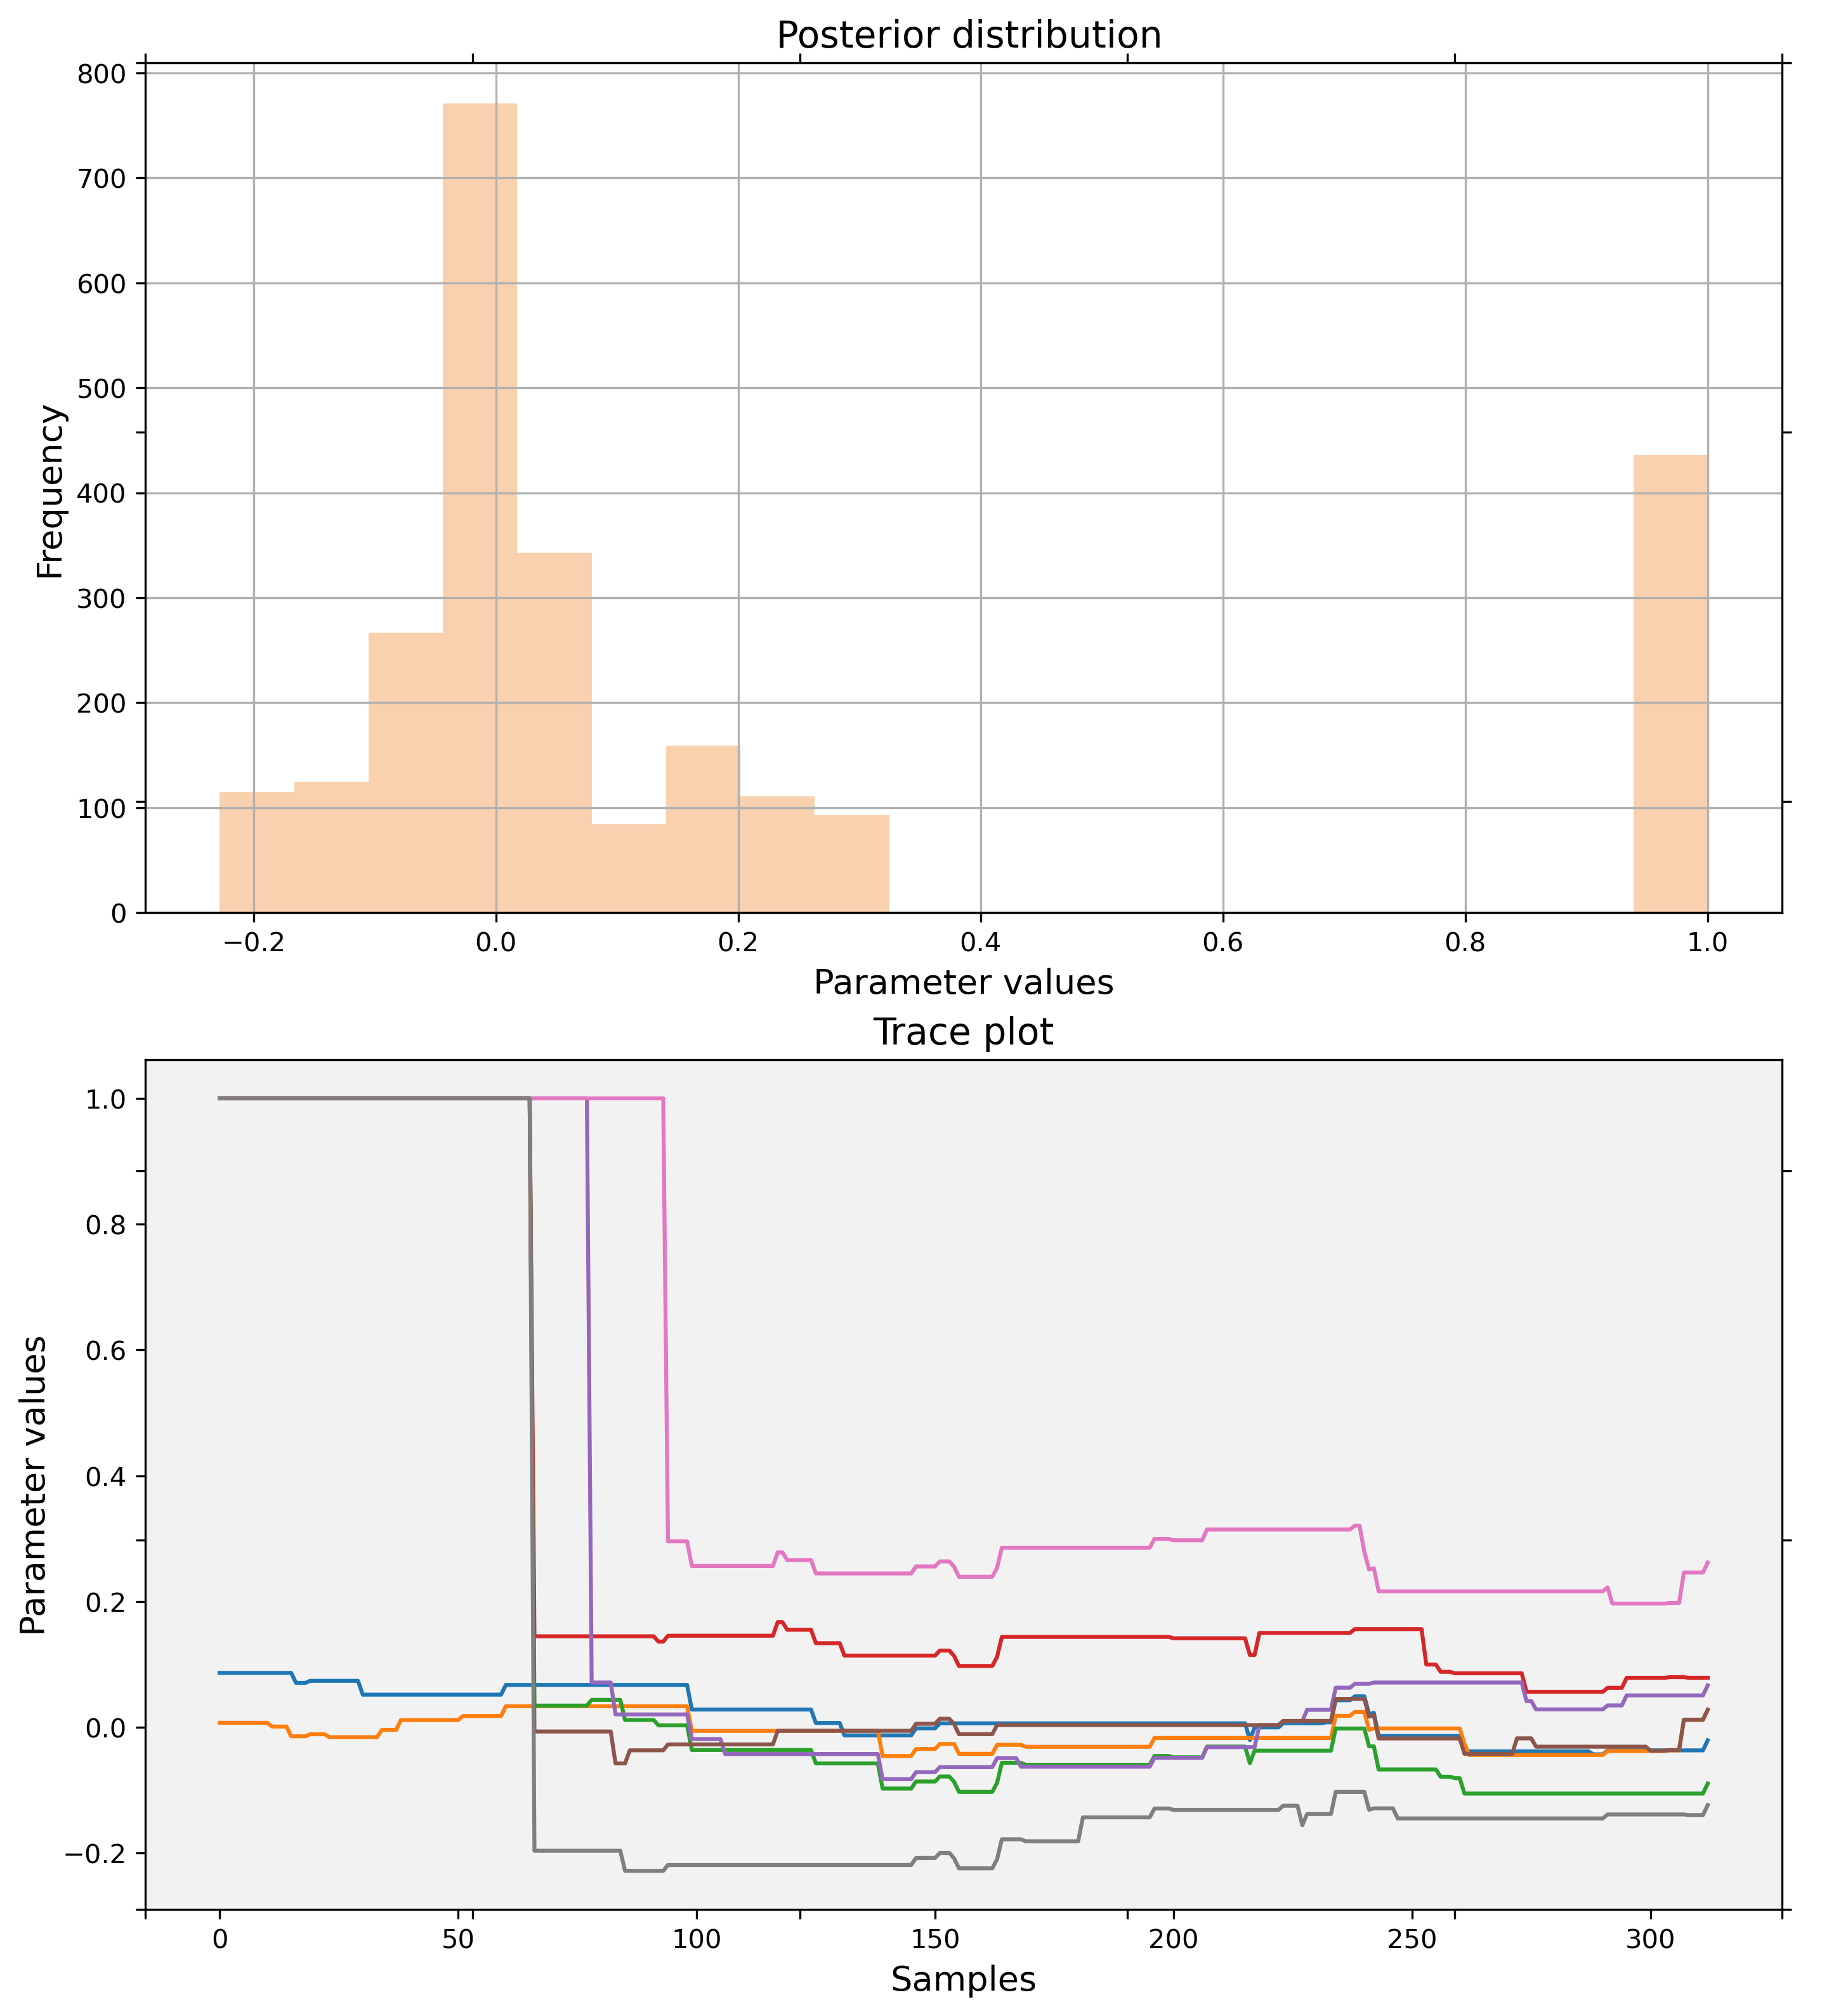 Posterior distribution
800
700
600
500
400
300
200
100
0
Frequency
−0.2 0.0 0.2 0.4 0.6 0.8 1.0
Parameter values
Trace plot
1.0
0.8
0.6
0.4
0.2
0.0
−0.2
Parameter values
0 50 100 150 200 250 300
Samples